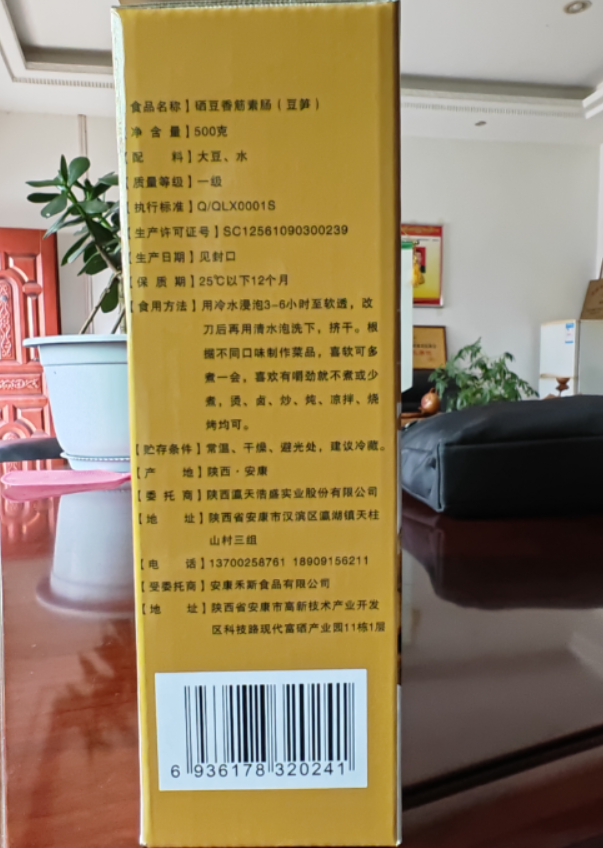 食品名称】硒豆香筋素肠（豆笋）
净 含 量】500克
【配 料】大豆、水
【质量等级】一级
【执行标准】Q/QLX0001S
【生产许可证号】SC12561090300239
【生产日期】见封口
【保 质 期】25℃以下12个月
【食用方法】用冷水浸泡3-6小时至软透，改
刀后再用清水泡洗下，挤干。根
据不同口味制作菜品，喜软可多
煮一会，喜欢有嚼劲就不煮或少
煮，烫、卤、炒、炖、凉拌、烧
烤均可。
【贮存条件】常温、干燥、避光处，建议冷藏。
【产 地】陕西·安康
【委 托 商】陕西瀛天浩盛实业股份有限公司
【地 址】陕西省安康市汉滨区瀛湖镇天柱
山村三组
【电 话】13700258761 18909156211
【受委托商】安康禾斯食品有限公司
【地 址】陕西省安康市高新技术产业开发
区科技路现代富硒产业园11栋1层
6 936178 320241